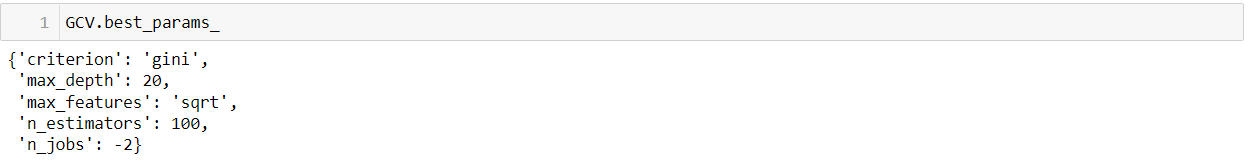 1 GCV.best_params_
{'criterion': 'gini',
 'max_depth': 20,
 'max_features': 'sqrt',
 'n_estimators': 100,
 'n_jobs': -2}